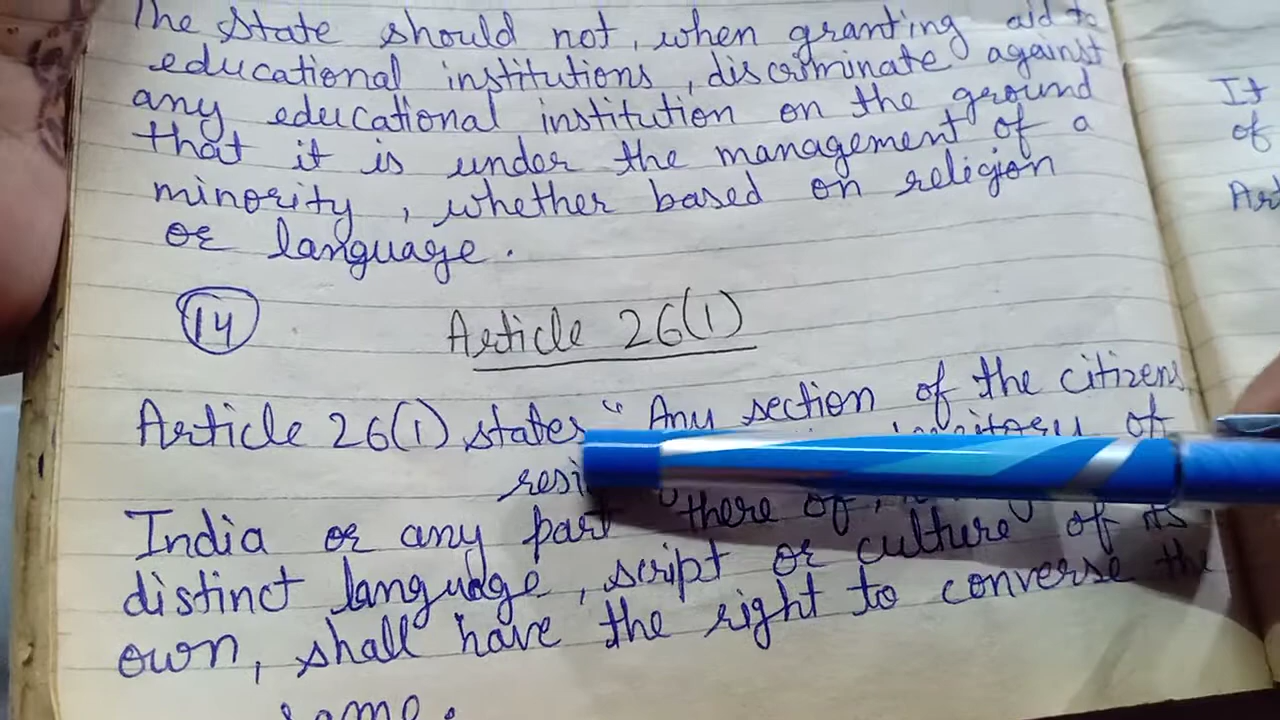 The State should not, when granting aid to
educational institutions, discriminate against
any educational institution on the ground
that it is under the management of a
minority, whether based on religion
or language.
14 Article 26(1)
Article 26(1) states " Any section of the citizens
of
India or any part there of,
distinct language, script or culture of its
own, shall have the right to converse the
same.
It
of